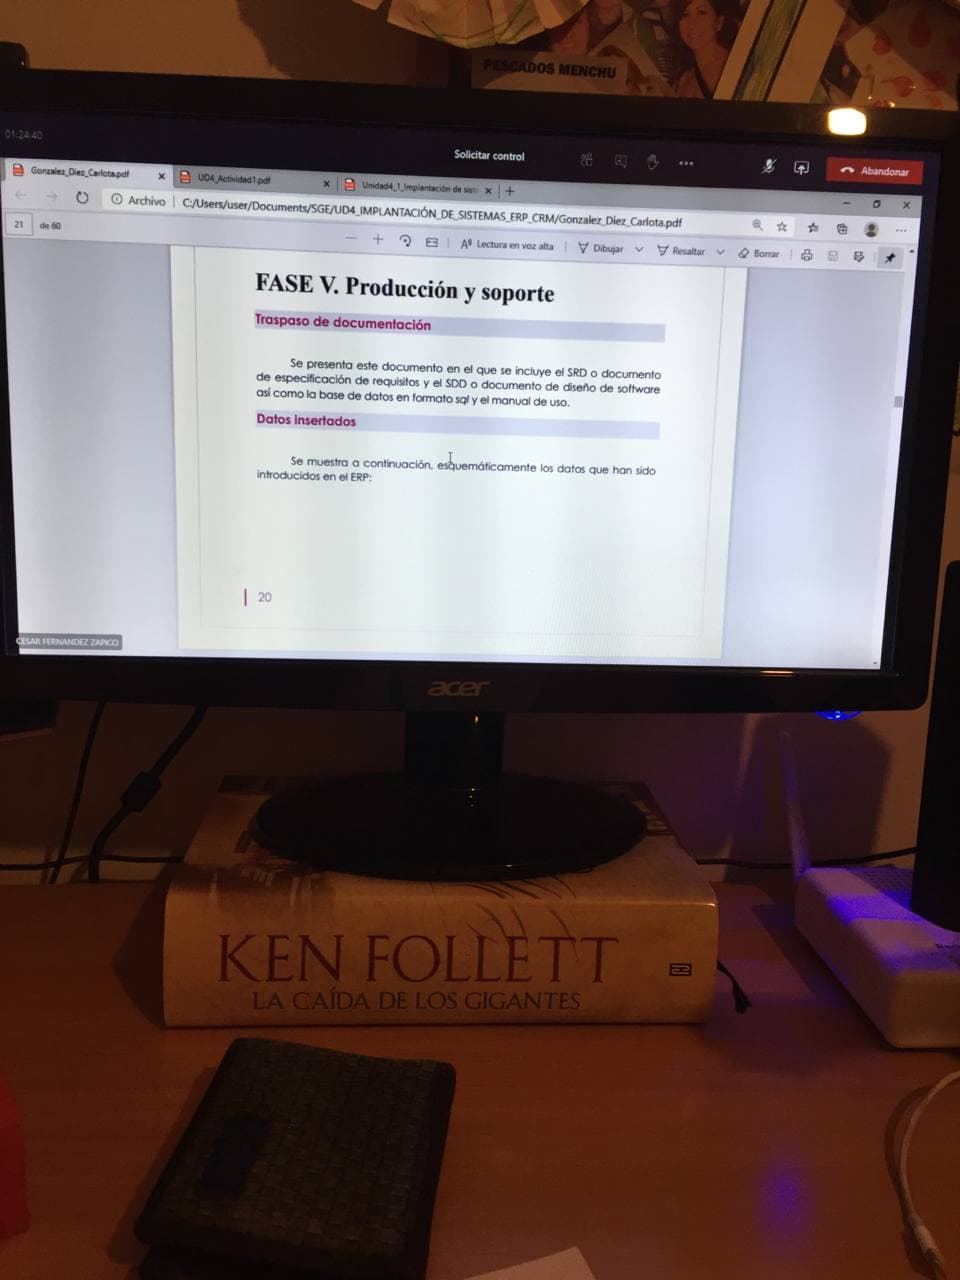 PESCADOS MENCHU
01:24:40
Solicitar control
Abandonar
Gonzalez_Diez_Carlota.pdf
UD4_Actividad1.pdf
Unidad4_1_Implantación de sist
Archivo
C:/Users/user/Documents/SGE/UD4_IMPLANTACIÓN_DE_SISTEMAS_ERP_CRM/Gonzalez_Diez_Carlota.pdf
21 de 60
Lectura en voz alta
Dibujar
Resaltar
Borrar
FASE V. Producción y soporte
Traspaso de documentación
Se presenta este documento en el que se incluye el SRD o documento
de especificación de requisitos y el SDD o documento de diseño de software
así como la base de datos en formato sql y el manual de uso.
Datos insertados
Se muestra a continuación, esquemáticamente los datos que han sido
introducidos en el ERP:
20
CESAR FERNANDEZ ZAPICO
acer
KEN FOLLETT
LA CAÍDA DE LOS GIGANTES